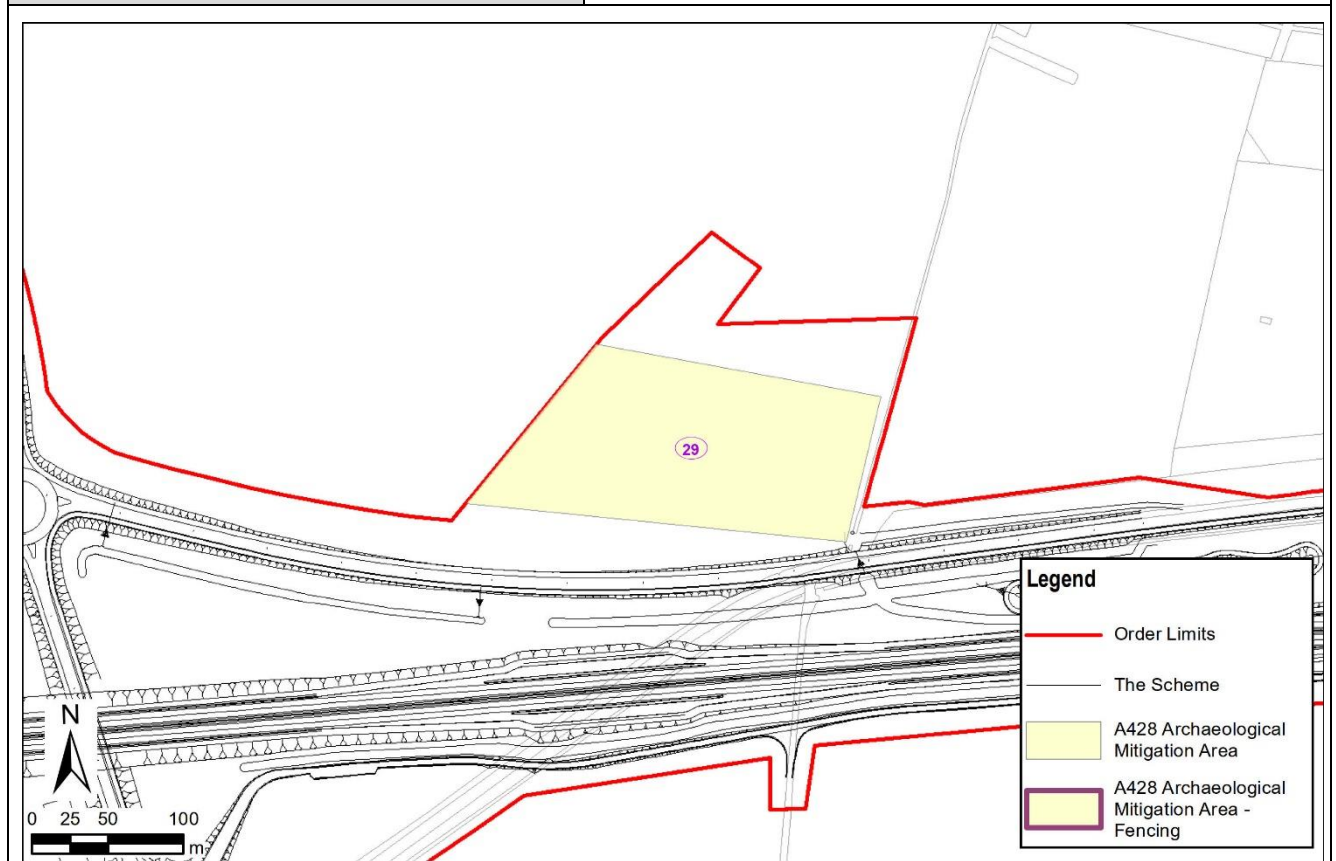 29
Legend
Order Limits
The Scheme
A428 Archaeological
Mitigation Area
A428 Archaeological
Mitigation Area -
Fencing
N
0 25 50 100
m